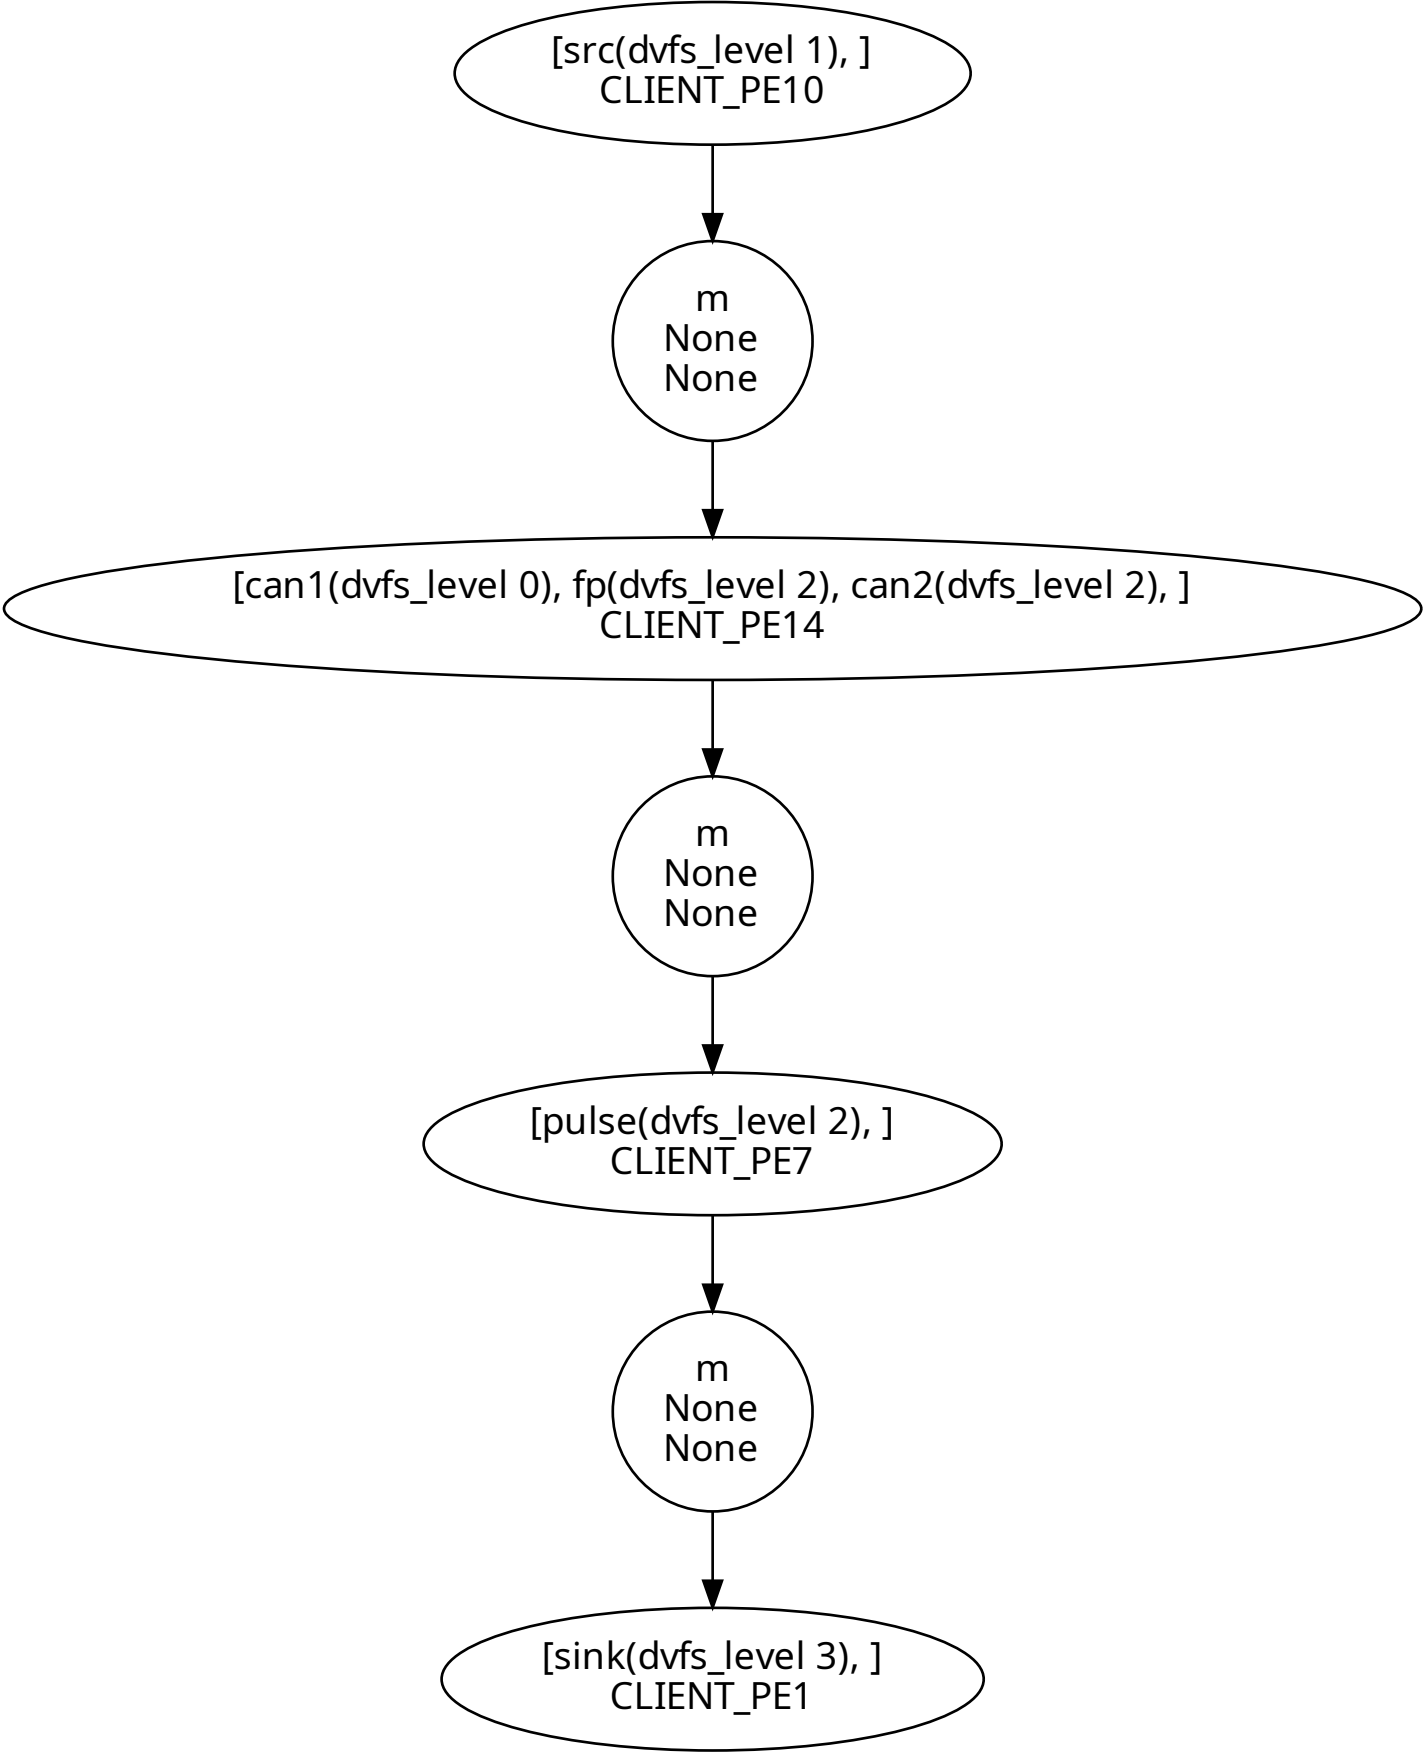 [src(dvfs_level 1), ]
CLIENT_PE10
m
None
None
[can1(dvfs_level 0), fp(dvfs_level 2), can2(dvfs_level 2), ]
CLIENT_PE14
m
None
None
[pulse(dvfs_level 2), ]
CLIENT_PE7
m
None
None
[sink(dvfs_level 3), ]
CLIENT_PE1